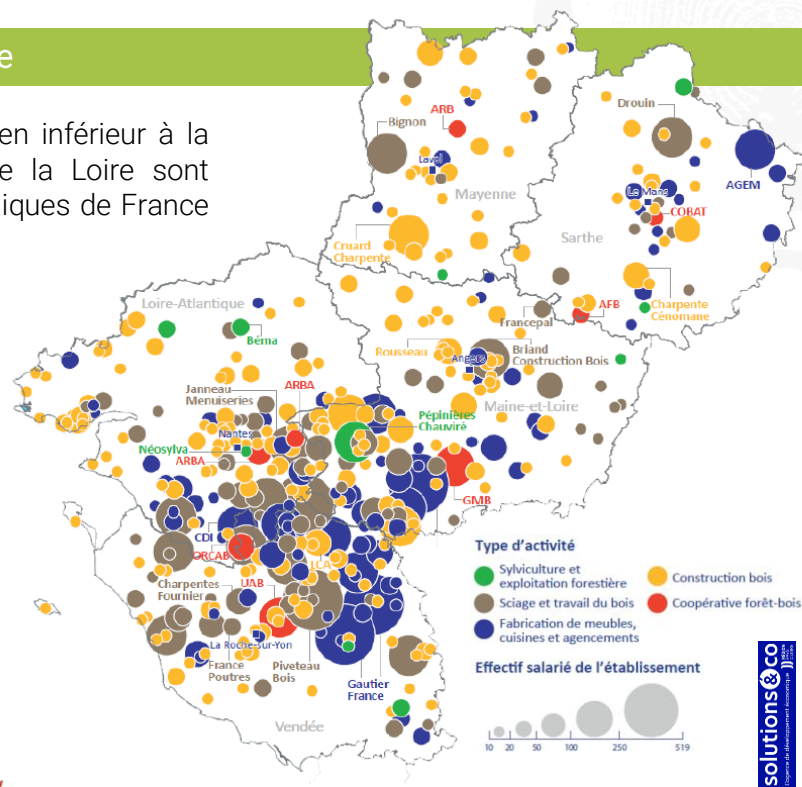 e
en inférieur à la
e la Loire sont
iques de France
Drouin
ARB
Bignon
Laval
AGEM
Mayenne
Le Mans
COBAT
Sarthe
Cruard
Charpente
Loire-Atlantique
AFB
Charpente
Cénomane
Francepal
Béma
Rousseau
Angers
Briand
Construction Bois
Janneau
Menuiseries
ARBA
Maine-et-Loire
Pépinières
Chauviré
Nantes
Néosylva
ARBA
GMB
CDI
ORCAB
LCA
Charpentes
Fournier
UAB
La Roche-sur-Yon
France
Poutres
Piveteau
Bois
Gautier
France
Vendée
Type d'activité
Sylviculture et
exploitation forestière
Construction bois
Sciage et travail du bois
Coopérative forêt-bois
Fabrication de meubles,
cuisines et agencements
Effectif salarié de l'établissement
10 20 50 100 250 519
solutions&co
l'agence de développement économique